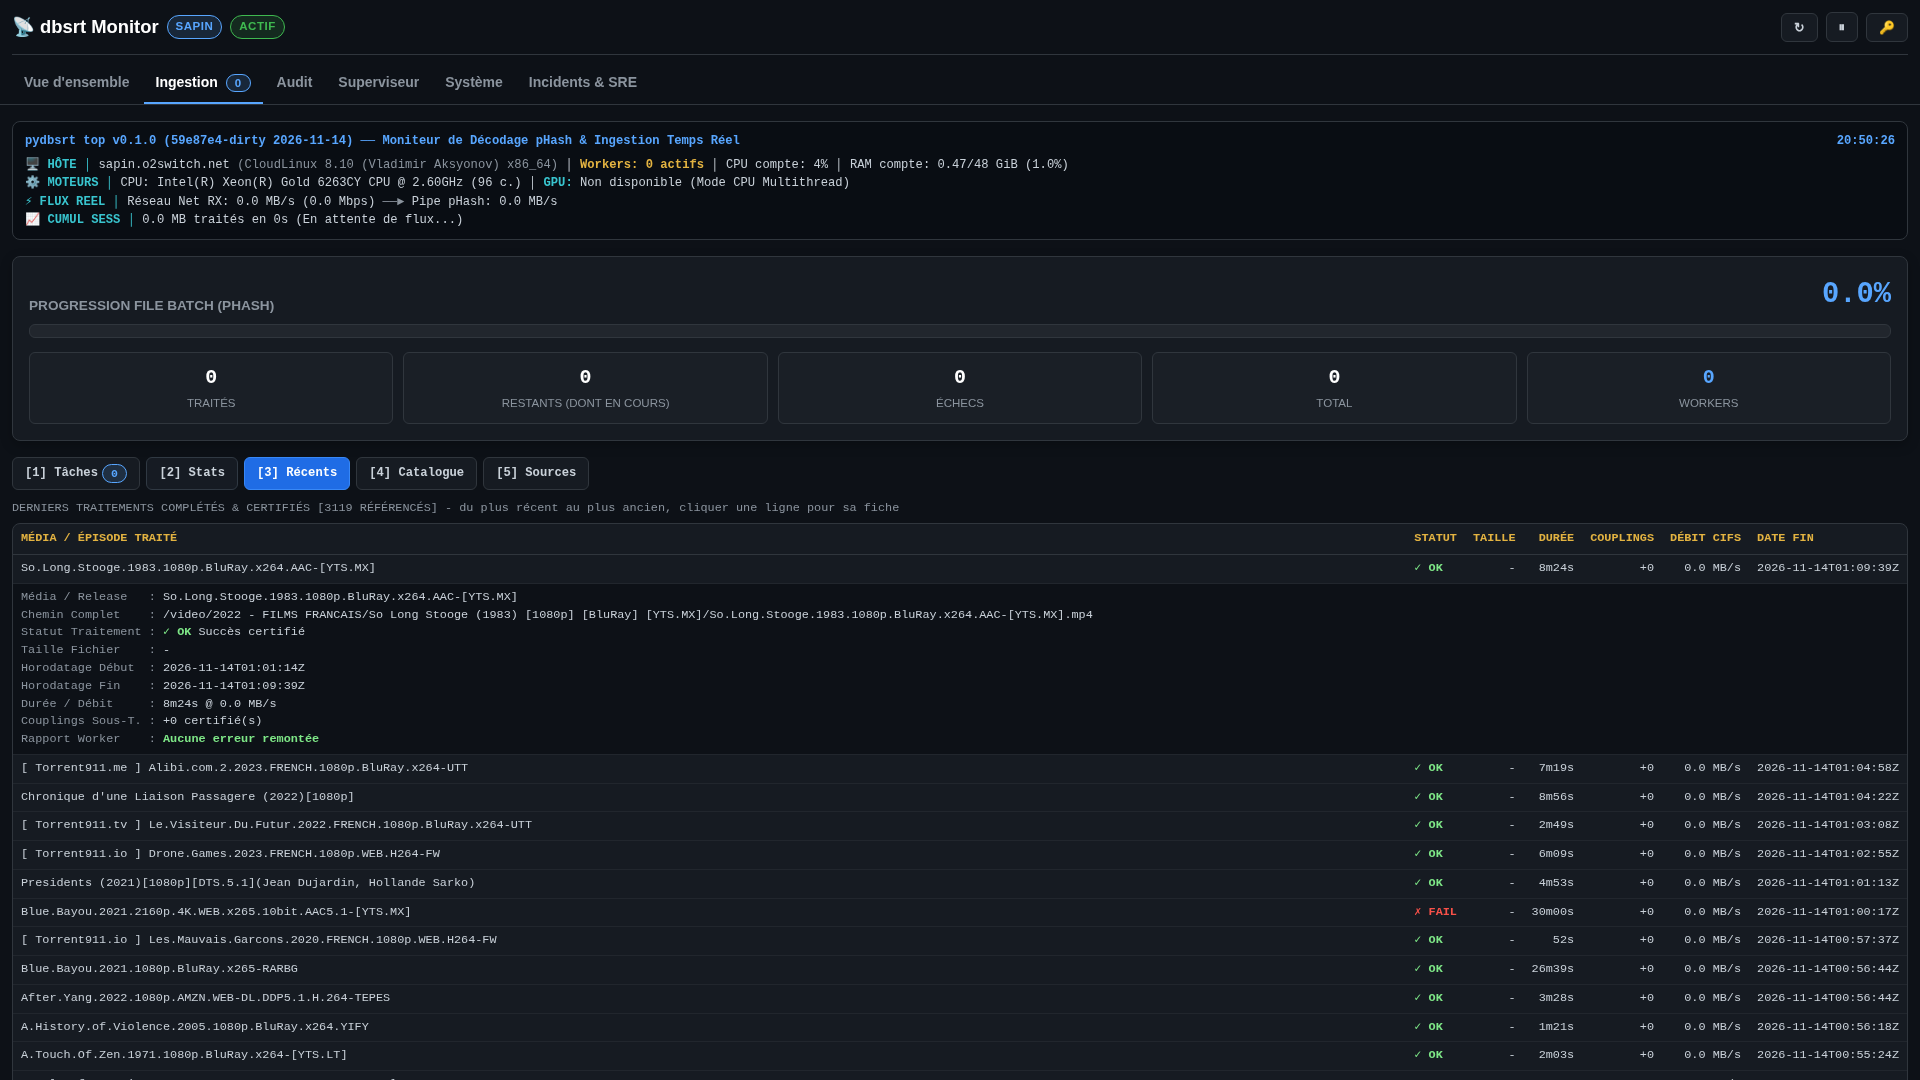 📡 dbsrt Monitor SAPIN ACTIF ↻ ⏸ 🔑
Vue d'ensemble Ingestion 0 Audit Superviseur Système Incidents & SRE
pydbsrt top v0.1.0 (59e87e4-dirty 2026-11-14) —— Moniteur de Décodage pHash & Ingestion Temps Réel 20:50:26
🖥️ HÔTE | sapin.o2switch.net (CloudLinux 8.10 (Vladimir Aksyonov) x86_64) | Workers: 0 actifs | CPU compte: 4% | RAM compte: 0.47/48 GiB (1.0%)
⚙️ MOTEURS | CPU: Intel(R) Xeon(R) Gold 6263CY CPU @ 2.60GHz (96 c.) | GPU: Non disponible (Mode CPU Multithread)
⚡ FLUX REEL | Réseau Net RX: 0.0 MB/s (0.0 Mbps) ──▶ Pipe pHash: 0.0 MB/s
📈 CUMUL SESS | 0.0 MB traités en 0s (En attente de flux...)
PROGRESSION FILE BATCH (PHASH) 0.0%
0 0 0 0 0
TRAITÉS RESTANTS (DONT EN COURS) ÉCHECS TOTAL WORKERS
[1] Tâches 0 [2] Stats [3] Récents [4] Catalogue [5] Sources
DERNIERS TRAITEMENTS COMPLÉTÉS & CERTIFIÉS [3119 RÉFÉRENCÉS] - du plus récent au plus ancien, cliquer une ligne pour sa fiche
MÉDIA / ÉPISODE TRAITÉ STATUT TAILLE DURÉE COUPLINGS DÉBIT CIFS DATE FIN
So.Long.Stooge.1983.1080p.BluRay.x264.AAC-[YTS.MX] ✓ OK - 8m24s +0 0.0 MB/s 2026-11-14T01:09:39Z
Média / Release : So.Long.Stooge.1983.1080p.BluRay.x264.AAC-[YTS.MX]
Chemin Complet : /video/2022 - FILMS FRANCAIS/So Long Stooge (1983) [1080p] [BluRay] [YTS.MX]/So.Long.Stooge.1983.1080p.BluRay.x264.AAC-[YTS.MX].mp4
Statut Traitement : ✓ OK Succès certifié
Taille Fichier : -
Horodatage Début : 2026-11-14T01:01:14Z
Horodatage Fin : 2026-11-14T01:09:39Z
Durée / Débit : 8m24s @ 0.0 MB/s
Couplings Sous-T. : +0 certifié(s)
Rapport Worker : Aucune erreur remontée
[ Torrent911.me ] Alibi.com.2.2023.FRENCH.1080p.BluRay.x264-UTT ✓ OK - 7m19s +0 0.0 MB/s 2026-11-14T01:04:58Z
Chronique d'une Liaison Passagere (2022)[1080p] ✓ OK - 8m56s +0 0.0 MB/s 2026-11-14T01:04:22Z
[ Torrent911.tv ] Le.Visiteur.Du.Futur.2022.FRENCH.1080p.BluRay.x264-UTT ✓ OK - 2m49s +0 0.0 MB/s 2026-11-14T01:03:08Z
[ Torrent911.io ] Drone.Games.2023.FRENCH.1080p.WEB.H264-FW ✓ OK - 6m09s +0 0.0 MB/s 2026-11-14T01:02:55Z
Presidents (2021)[1080p][DTS.5.1](Jean Dujardin, Hollande Sarko) ✓ OK - 4m53s +0 0.0 MB/s 2026-11-14T01:01:13Z
Blue.Bayou.2021.2160p.4K.WEB.x265.10bit.AAC5.1-[YTS.MX] ✗ FAIL - 30m00s +0 0.0 MB/s 2026-11-14T01:00:17Z
[ Torrent911.io ] Les.Mauvais.Garcons.2020.FRENCH.1080p.WEB.H264-FW ✓ OK - 52s +0 0.0 MB/s 2026-11-14T00:57:37Z
Blue.Bayou.2021.1080p.BluRay.x265-RARBG ✓ OK - 26m39s +0 0.0 MB/s 2026-11-14T00:56:44Z
After.Yang.2022.1080p.AMZN.WEB-DL.DDP5.1.H.264-TEPES ✓ OK - 3m28s +0 0.0 MB/s 2026-11-14T00:56:44Z
A.History.of.Violence.2005.1080p.BluRay.x264.YIFY ✓ OK - 1m21s +0 0.0 MB/s 2026-11-14T00:56:18Z
A.Touch.Of.Zen.1971.1080p.BluRay.x264-[YTS.LT] ✓ OK - 2m03s +0 0.0 MB/s 2026-11-14T00:55:24Z